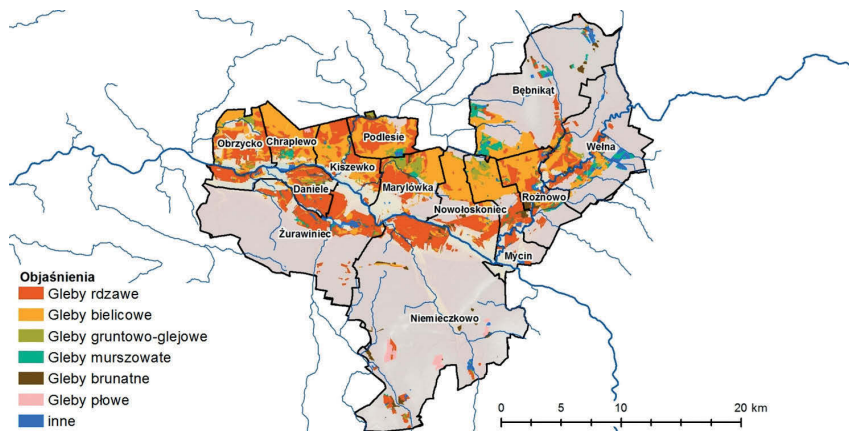 Bębnikąt
Obrzycko
Chraplewo
Podlesie
Wełna
Kiszewko
Daniele
Marylówka
Rożnowo
Nowołoskoniec
Żurawiniec
Mycin
Niemieczkowo
Objaśnienia
Gleby rdzawe
Gleby bielicowe
Gleby gruntowo-glejowe
Gleby murszowate
Gleby brunatne
Gleby płowe
inne
0 5 10 20 km